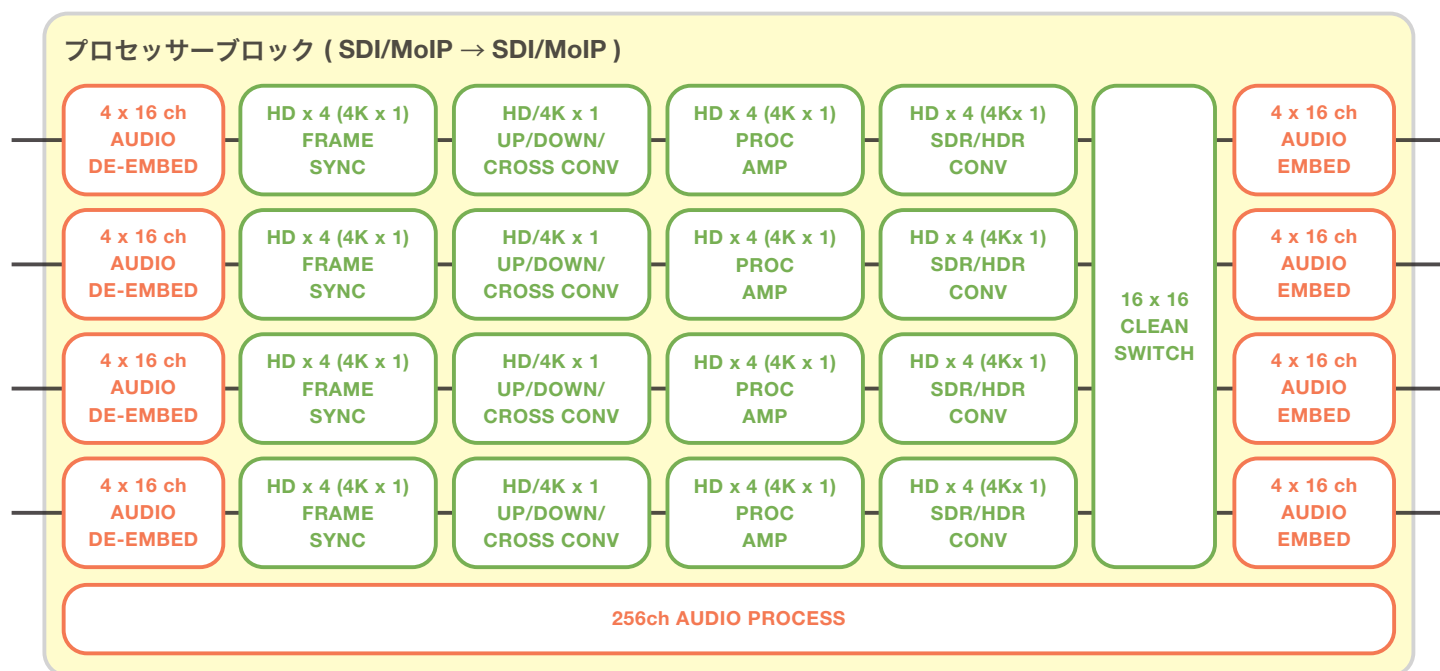 プロセッサーブロック ( SDI/MoIP → SDI/MoIP )
4 x 16 ch
AUDIO
DE-EMBED
HD x 4 (4K x 1)
FRAME
SYNC
HD/4K x 1
UP/DOWN/
CROSS CONV
HD x 4 (4K x 1)
PROC
AMP
HD x 4 (4Kx 1)
SDR/HDR
CONV
4 x 16 ch
AUDIO
EMBED
4 x 16 ch
AUDIO
DE-EMBED
HD x 4 (4K x 1)
FRAME
SYNC
HD/4K x 1
UP/DOWN/
CROSS CONV
HD x 4 (4K x 1)
PROC
AMP
HD x 4 (4Kx 1)
SDR/HDR
CONV
16 x 16
CLEAN
SWITCH
4 x 16 ch
AUDIO
EMBED
4 x 16 ch
AUDIO
DE-EMBED
HD x 4 (4K x 1)
FRAME
SYNC
HD/4K x 1
UP/DOWN/
CROSS CONV
HD x 4 (4K x 1)
PROC
AMP
HD x 4 (4Kx 1)
SDR/HDR
CONV
4 x 16 ch
AUDIO
EMBED
4 x 16 ch
AUDIO
DE-EMBED
HD x 4 (4K x 1)
FRAME
SYNC
HD/4K x 1
UP/DOWN/
CROSS CONV
HD x 4 (4K x 1)
PROC
AMP
HD x 4 (4Kx 1)
SDR/HDR
CONV
4 x 16 ch
AUDIO
EMBED
256ch AUDIO PROCESS